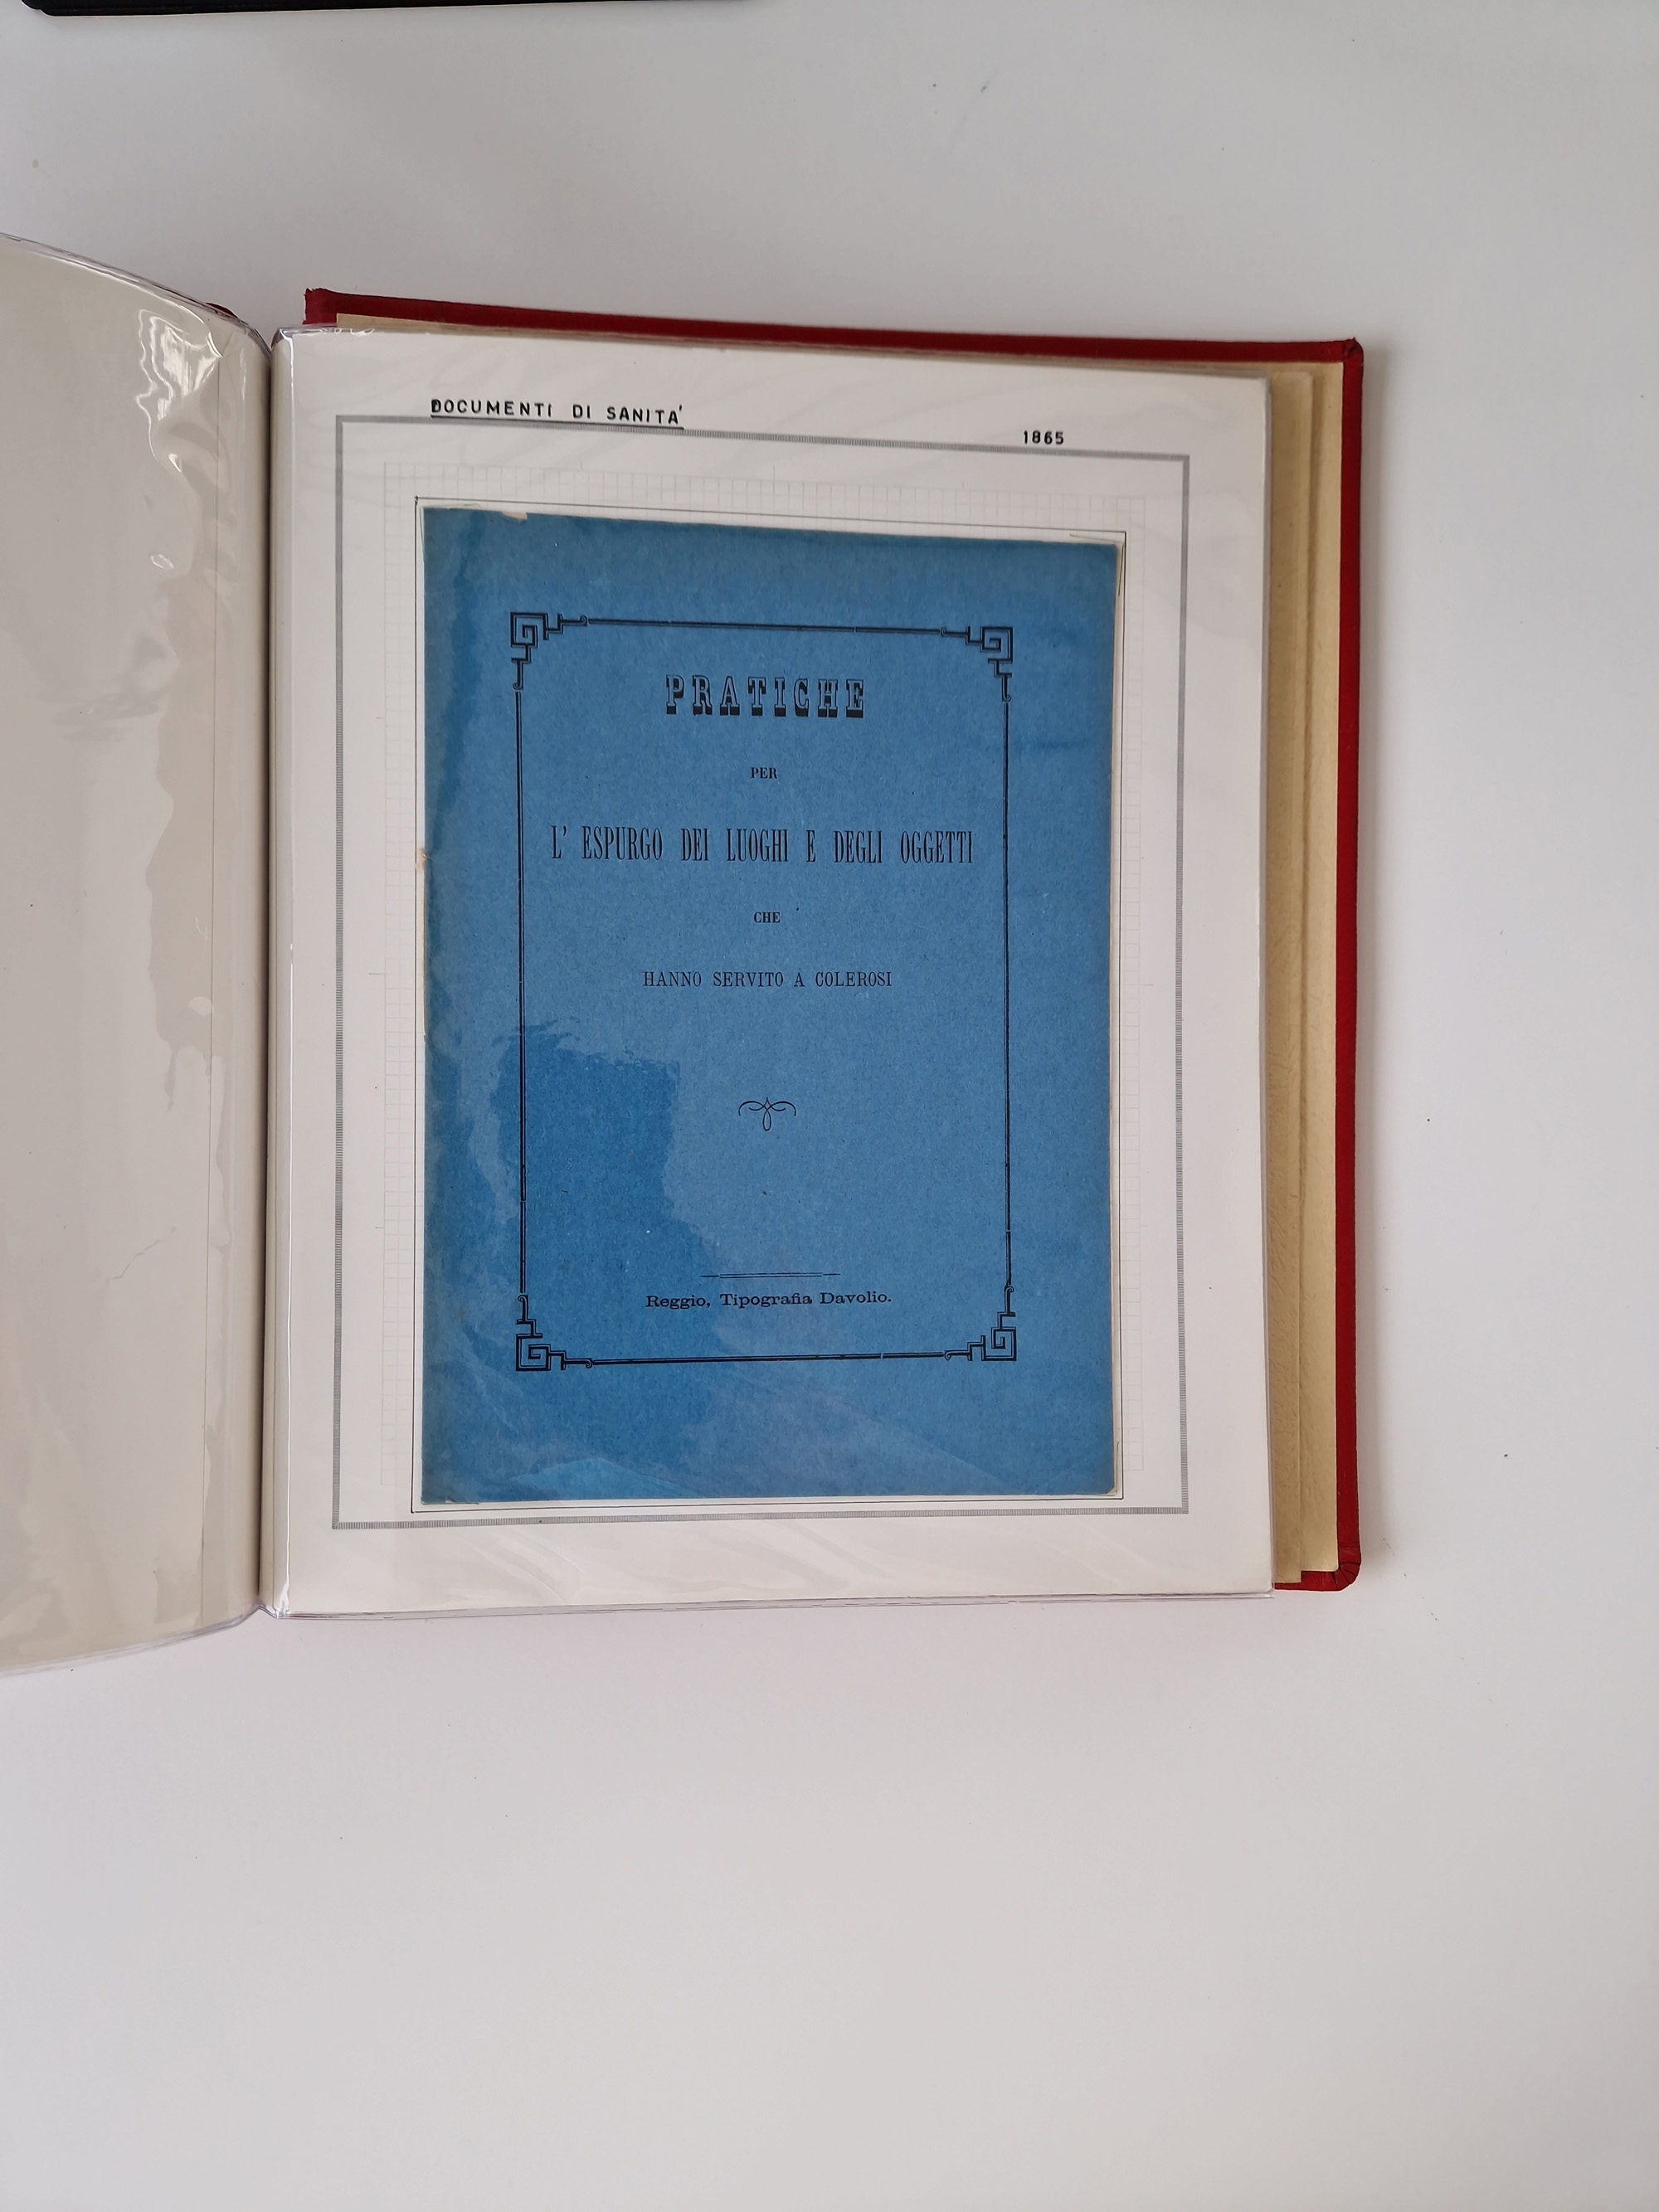 DOCUMENTI DI SANITA'
1865
PRATICHE
PER
L' ESPURGO DEI LUOGHI E DEGLI OGGETTI
CHE
HANNO SERVITO A COLEROSI
Reggio, Tipografia Davolio.